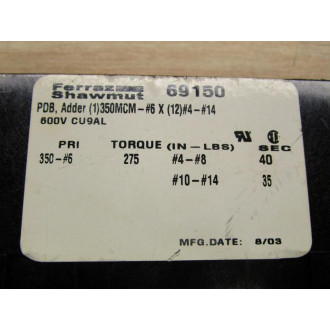 Ferraz Shawmut 69150
PDB, Adder (1)350MCM-#6 X (12)#4-#14
600V CU9AL
PRI TORQUE (IN-LBS) SEC
350-#6 275 #4-#8 40
#10-#14 35
MFG.DATE: 8/03